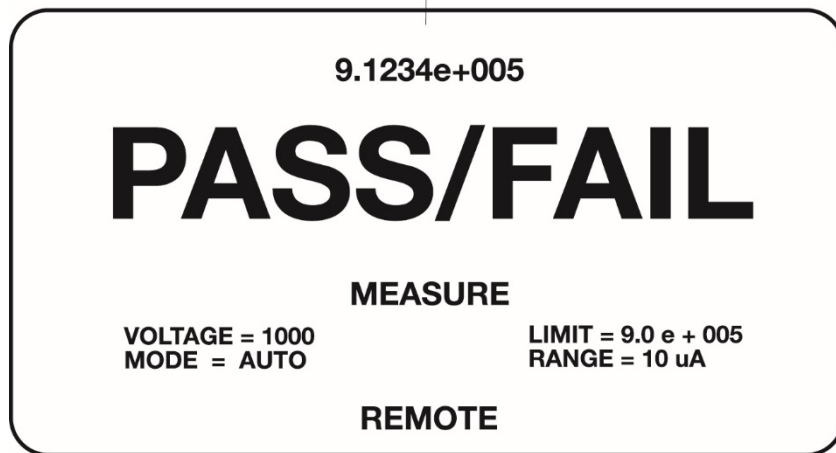 9.1234e+005
PASS/FAIL
MEASURE
VOLTAGE = 1000
MODE = AUTO
LIMIT = 9.0 e + 005
RANGE = 10 uA
REMOTE